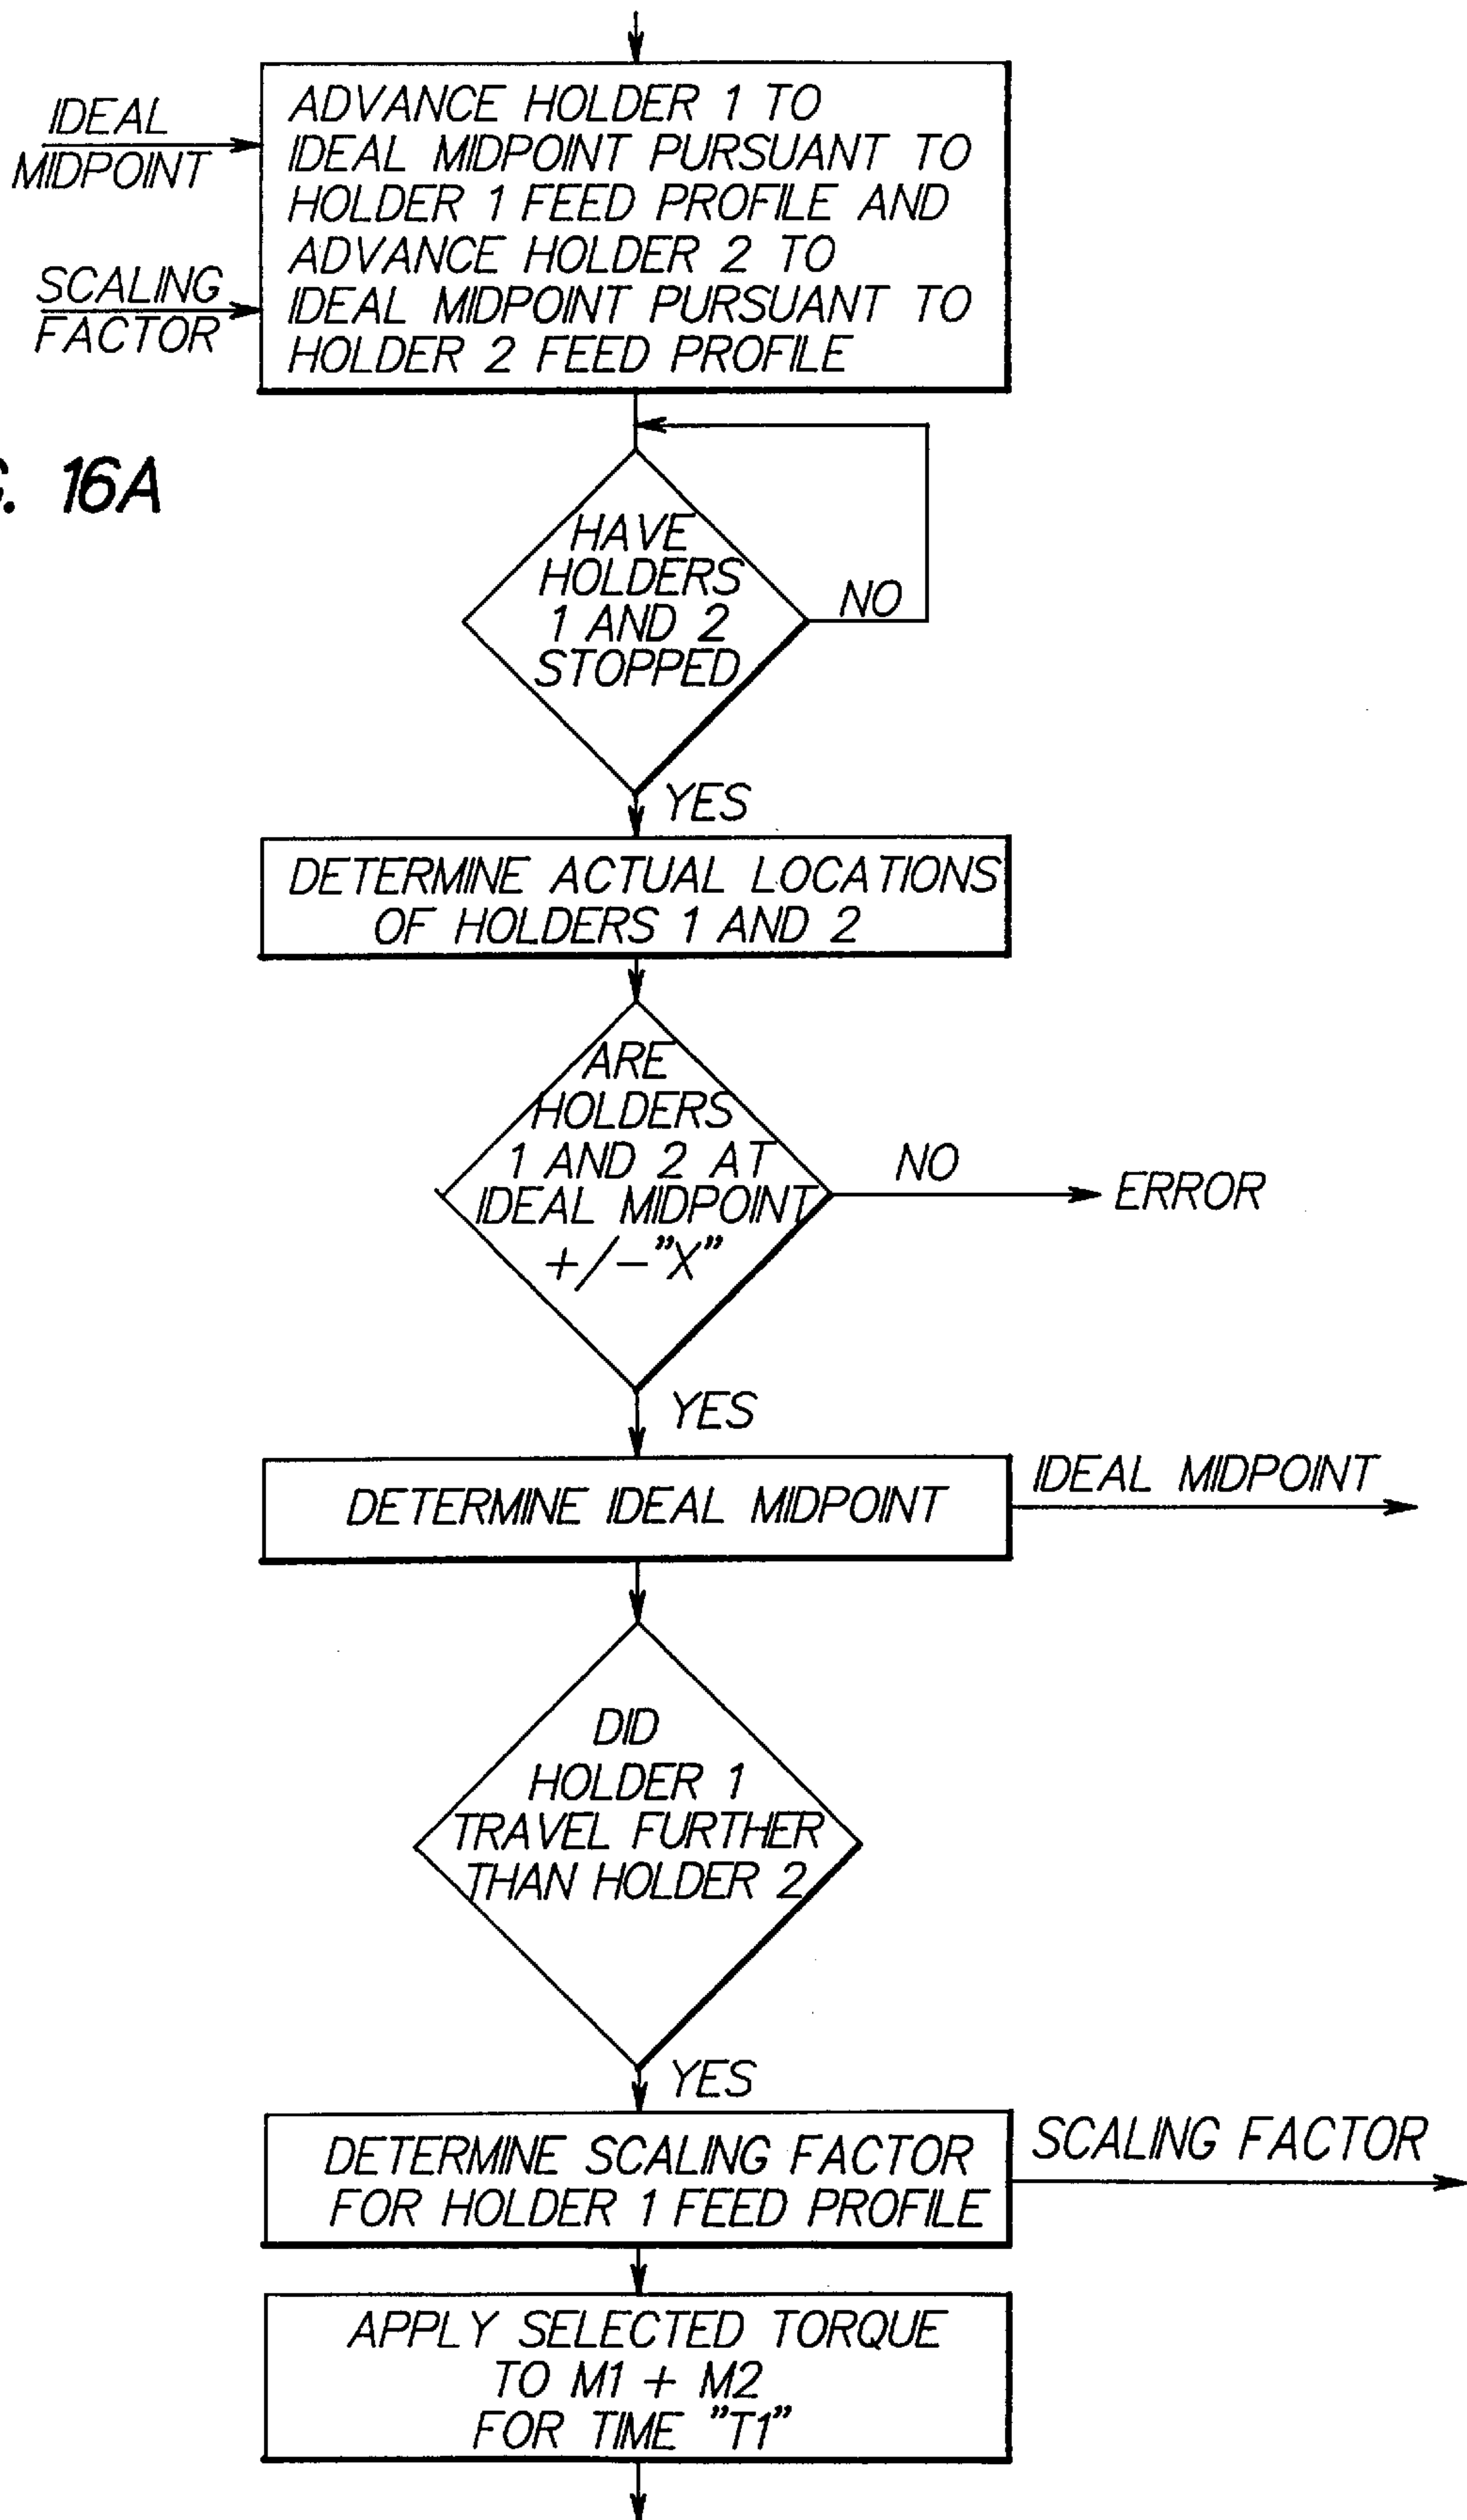 IDEAL
MIDPOINT
SCALING
FACTOR
ADVANCE HOLDER 1 TO
IDEAL MIDPOINT PURSUANT TO
HOLDER 1 FEED PROFILE AND
ADVANCE HOLDER 2 TO
IDEAL MIDPOINT PURSUANT TO
HOLDER 2 FEED PROFILE
G. 16A
HAVE
HOLDERS
1 AND 2
STOPPED
NO
YES
DETERMINE ACTUAL LOCATIONS
OF HOLDERS 1 AND 2
ARE
HOLDERS
1 AND 2 AT
IDEAL MIDPOINT
+/-"X"
NO
ERROR
YES
DETERMINE IDEAL MIDPOINT
IDEAL MIDPOINT
DID
HOLDER 1
TRAVEL FURTHER
THAN HOLDER 2
YES
DETERMINE SCALING FACTOR
FOR HOLDER 1 FEED PROFILE
SCALING FACTOR
APPLY SELECTED TORQUE
TO M1 + M2
FOR TIME "T1"